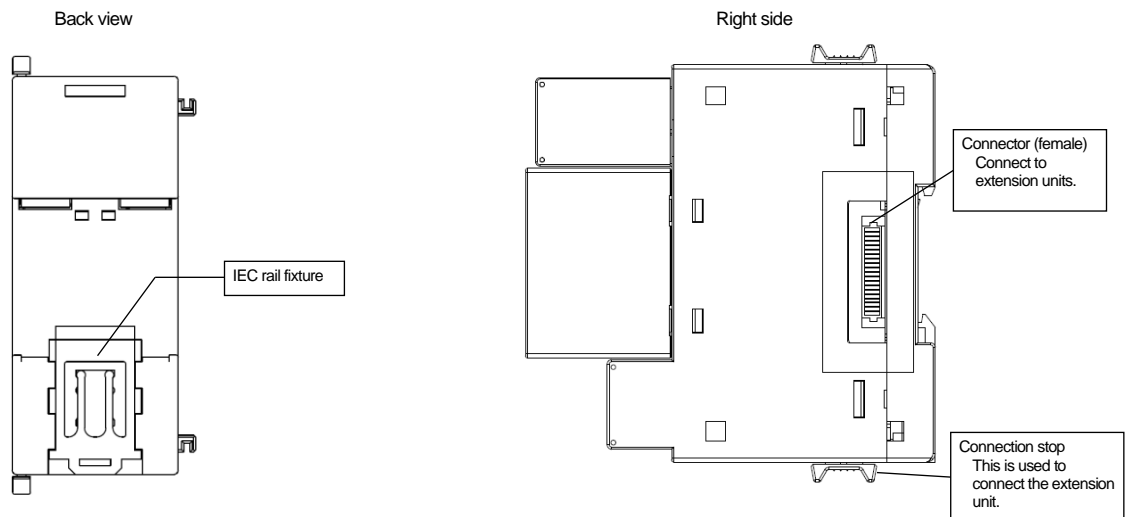 Back view
Right side
Connector (female)
Connect to
extension units.
IEC rail fixture
Connection stop
This is used to
connect the extension
unit.